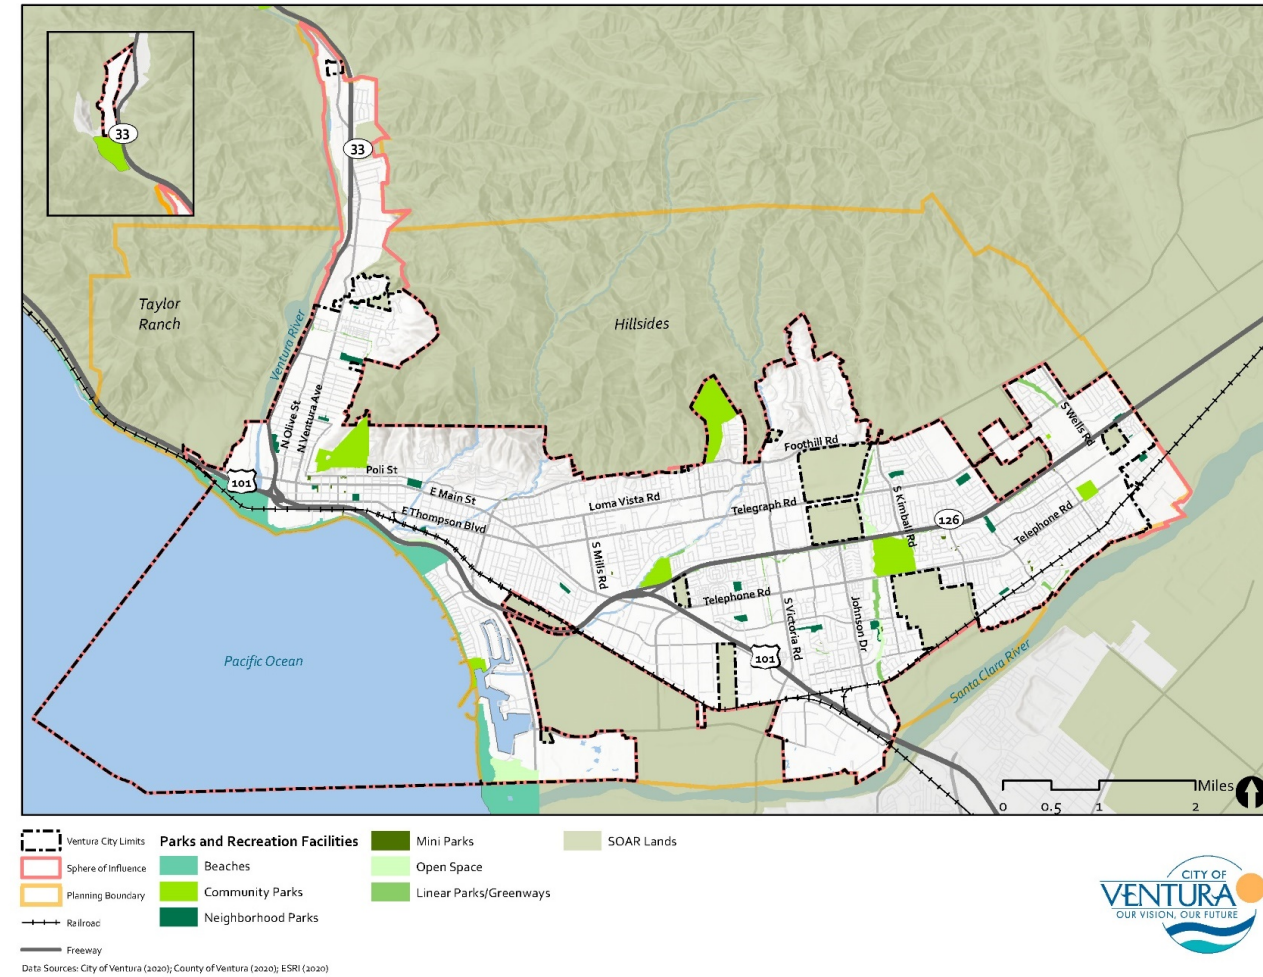 33
33
Taylor
Ranch
Hillsides
Ventura River
N Olive St
N Ventura Ave
Poli St
101
E Main St
E Thompson Blvd
Loma Vista Rd
Foothill Rd
Telegraph Rd
S Wells Rd
S Kimball Rd
126
Telephone Rd
S Mills Rd
Telephone Rd
S Victoria Rd
Johnson Dr
101
Pacific Ocean
Santa Clara River
Miles
0 0.5 1 2
Ventura City Limits
Sphere of Influence
Planning Boundary
Railroad
Freeway
Parks and Recreation Facilities
Beaches
Community Parks
Neighborhood Parks
Mini Parks
Open Space
Linear Parks/Greenways
SOAR Lands
CITY OF
VENTURA
OUR VISION, OUR FUTURE
Data Sources: City of Ventura (2020); County of Ventura (2020); ESRI (2020)